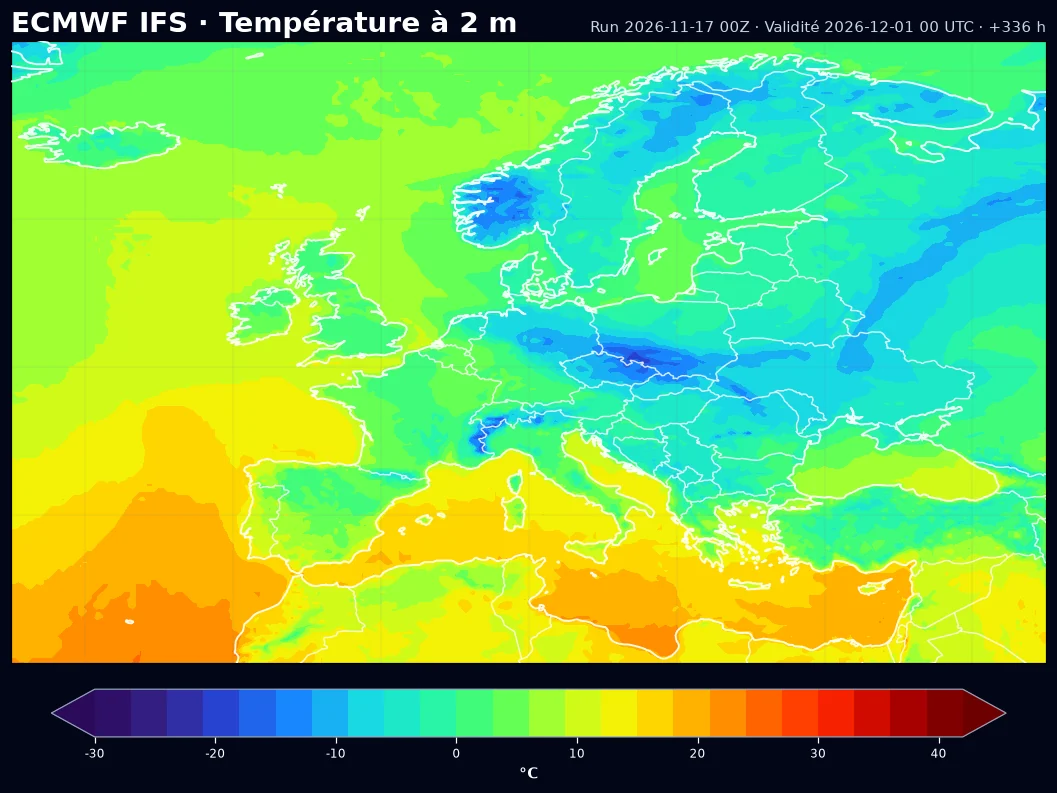 ECMWF IFS · Température à 2 m
Run 2026-11-17 00Z · Validité 2026-12-01 00 UTC · +336 h
-30 -20 -10 0 10 20 30 40
°C